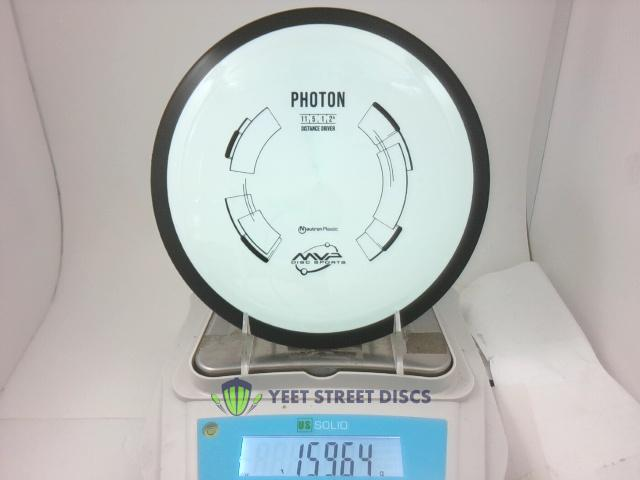 PHOTON
11, 5, -1, 2.5
DISTANCE DRIVER
Neutron Plastic
MVP
DISC SPORTS
YEET STREET DISCS
US SOLID
159.64 g